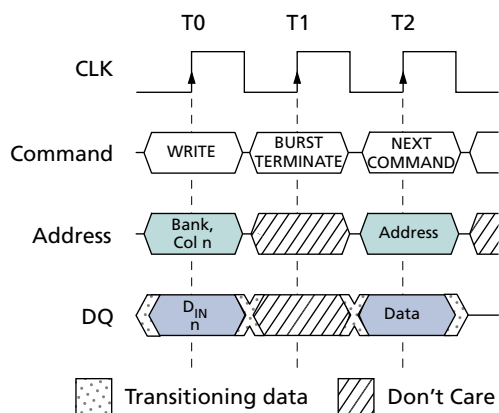 T0 T1 T2
CLK
Command WRITE BURST TERMINATE NEXT COMMAND
Address Bank, Col n Address
DQ DIN n Data
Transitioning data Don't Care